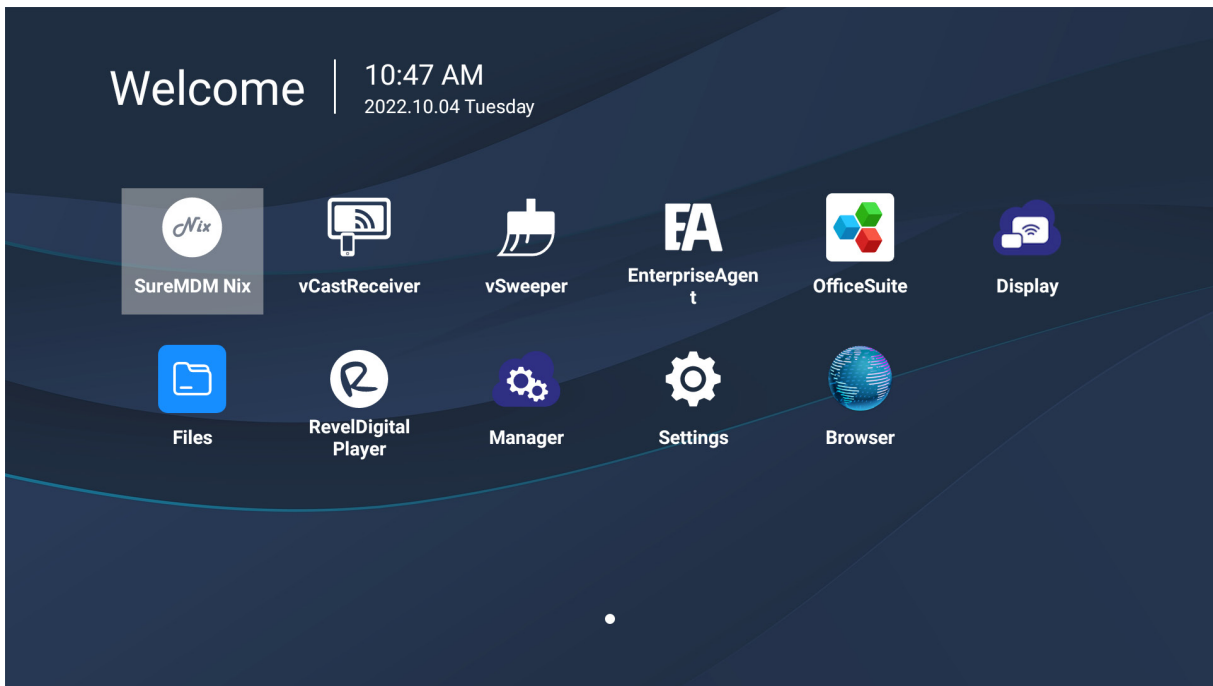 Welcome
10:47 AM
2022.10.04 Tuesday
Nix
SureMDM Nix
vCastReceiver
vSweeper
EA
EnterpriseAgen
t
OfficeSuite
Display
Files
R
RevelDigital
Player
Manager
Settings
Browser